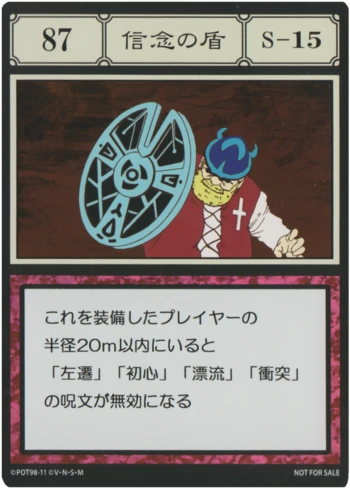 87
信念の盾
S-15
これを装備したプレイヤーの
半径20m以内にいると
「左遷」「初心」「漂流」「衝突」
の呪文が無効になる
©POT98-11 ©V・N・S・M
NOT FOR SALE